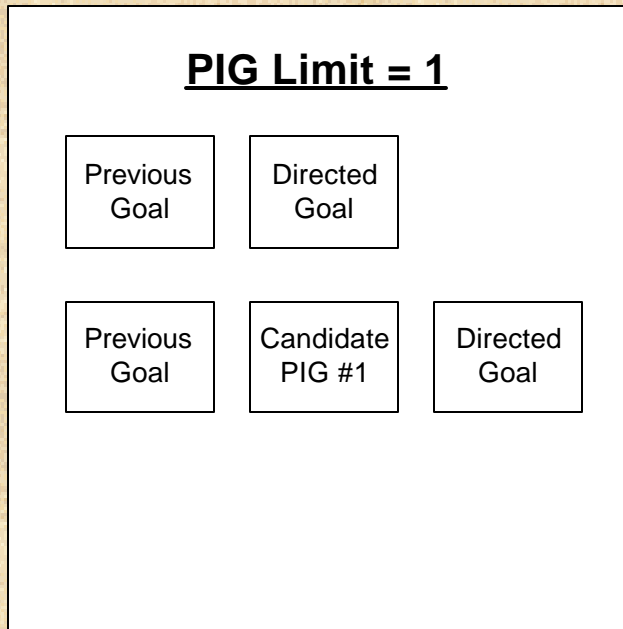 PIG Limit = 1
Previous Goal
Directed Goal
Previous Goal
Candidate PIG #1
Directed Goal